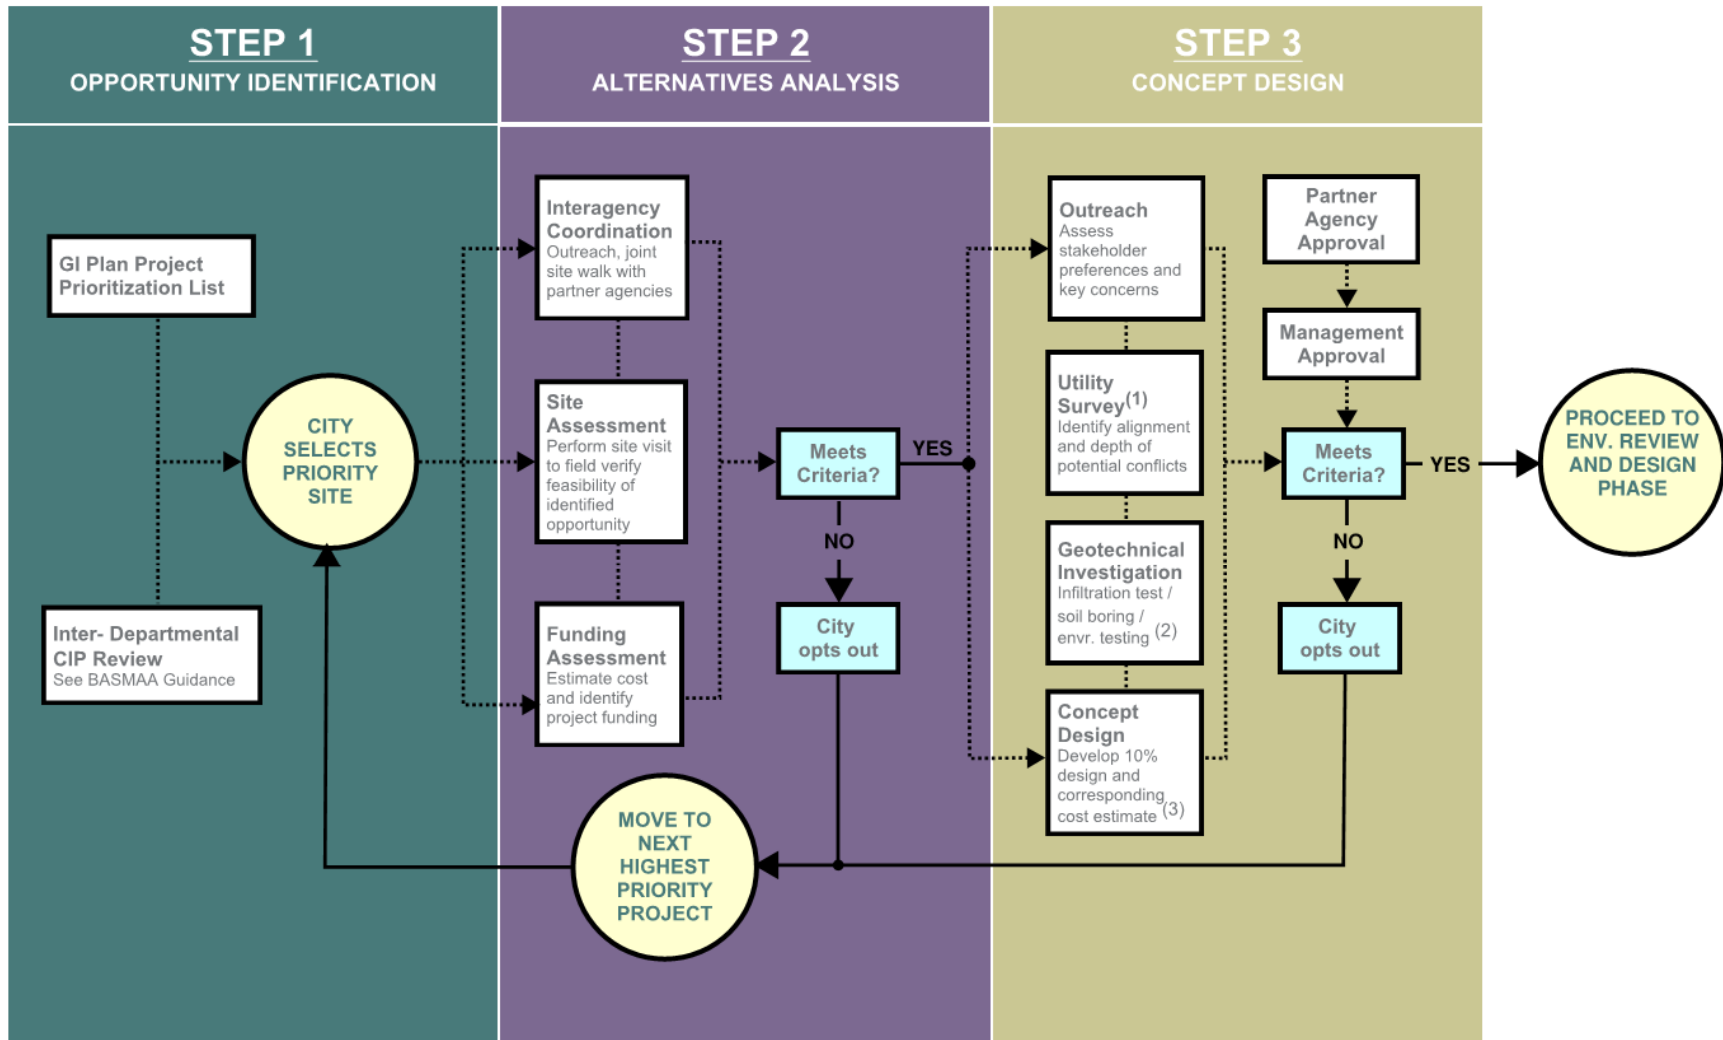 STEP 1
OPPORTUNITY IDENTIFICATION
STEP 2
ALTERNATIVES ANALYSIS
STEP 3
CONCEPT DESIGN
GI Plan Project
Prioritization List
Inter- Departmental
CIP Review
See BASMAA Guidance
CITY
SELECTS
PRIORITY
SITE
Interagency
Coordination
Outreach, joint
site walk with
partner agencies
Site
Assessment
Perform site visit
to field verify
feasibility of
identified
opportunity
Funding
Assessment
Estimate cost
and identify
project funding
Meets
Criteria?
YES
NO
City
opts out
MOVE TO
NEXT
HIGHEST
PRIORITY
PROJECT
Outreach
Assess
stakeholder
preferences and
key concerns
Utility
Survey(1)
Identify alignment
and depth of
potential conflicts
Geotechnical
Investigation
Infiltration test /
soil boring /
envr. testing (2)
Concept
Design
Develop 10%
design and
corresponding
cost estimate (3)
Partner
Agency
Approval
Management
Approval
Meets
Criteria?
YES
NO
City
opts out
PROCEED TO
ENV. REVIEW
AND DESIGN
PHASE